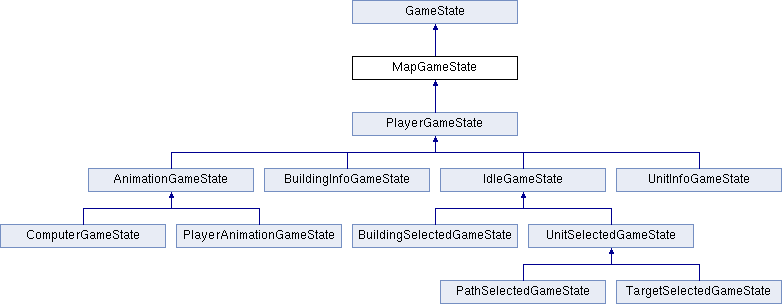 GameState
MapGameState
PlayerGameState
AnimationGameState
BuildingInfoGameState
IdleGameState
UnitInfoGameState
ComputerGameState
PlayerAnimationGameState
BuildingSelectedGameState
UnitSelectedGameState
PathSelectedGameState
TargetSelectedGameState